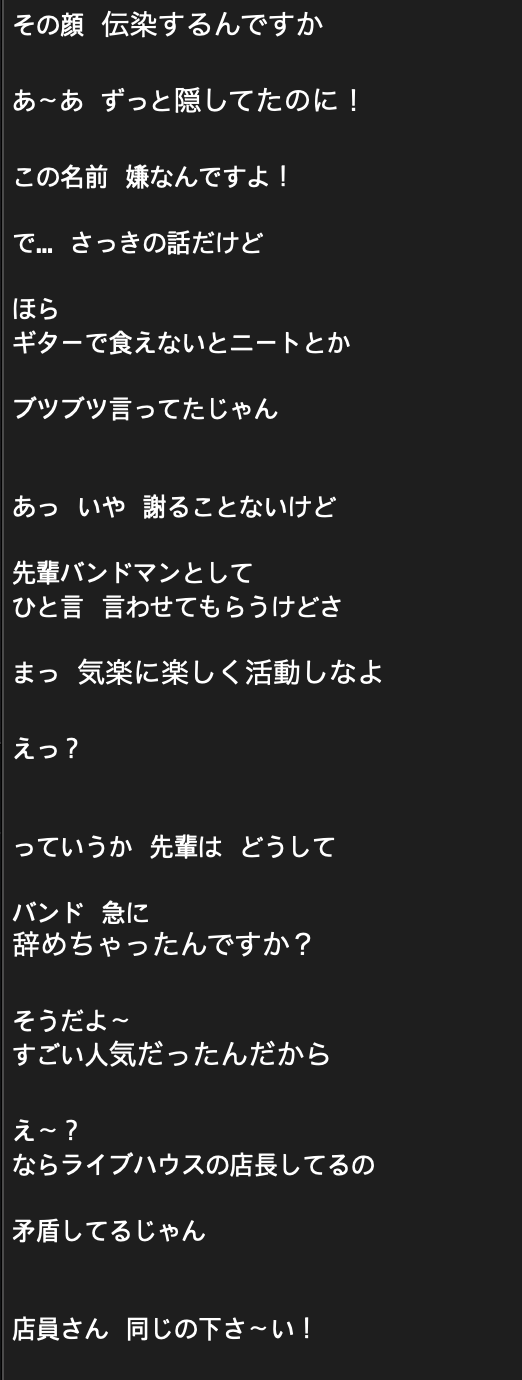 その顔 伝染するんですか
あ～あ ずっと隠してたのに！
この名前 嫌なんですよ！
で… さっきの話だけど
ほら
ギターで食えないとニートとか
ブツブツ言ってたじゃん
あっ いや 謝ることないけど
先輩バンドマンとして
ひと言 言わせてもらうけどさ
まっ 気楽に楽しく活動しなよ
えっ？
っていうか 先輩は どうして
バンド 急に
辞めちゃったんですか？
そうだよ～
すごい人気だったんだから
え～？
ならライブハウスの店長してるの
矛盾してるじゃん
店員さん 同じの下さ～い！